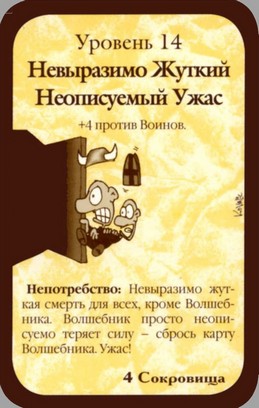 Уровень 14
Невыразимо Жуткий
Неописуемый Ужас
+4 против Воинов.
Непотребство: Невыразимо жут-
кая смерть для всех, кроме Волшеб-
ника. Волшебник просто неопи-
суемо теряет силу – сбрось карту
Волшебника. Ужас!
4 Сокровища